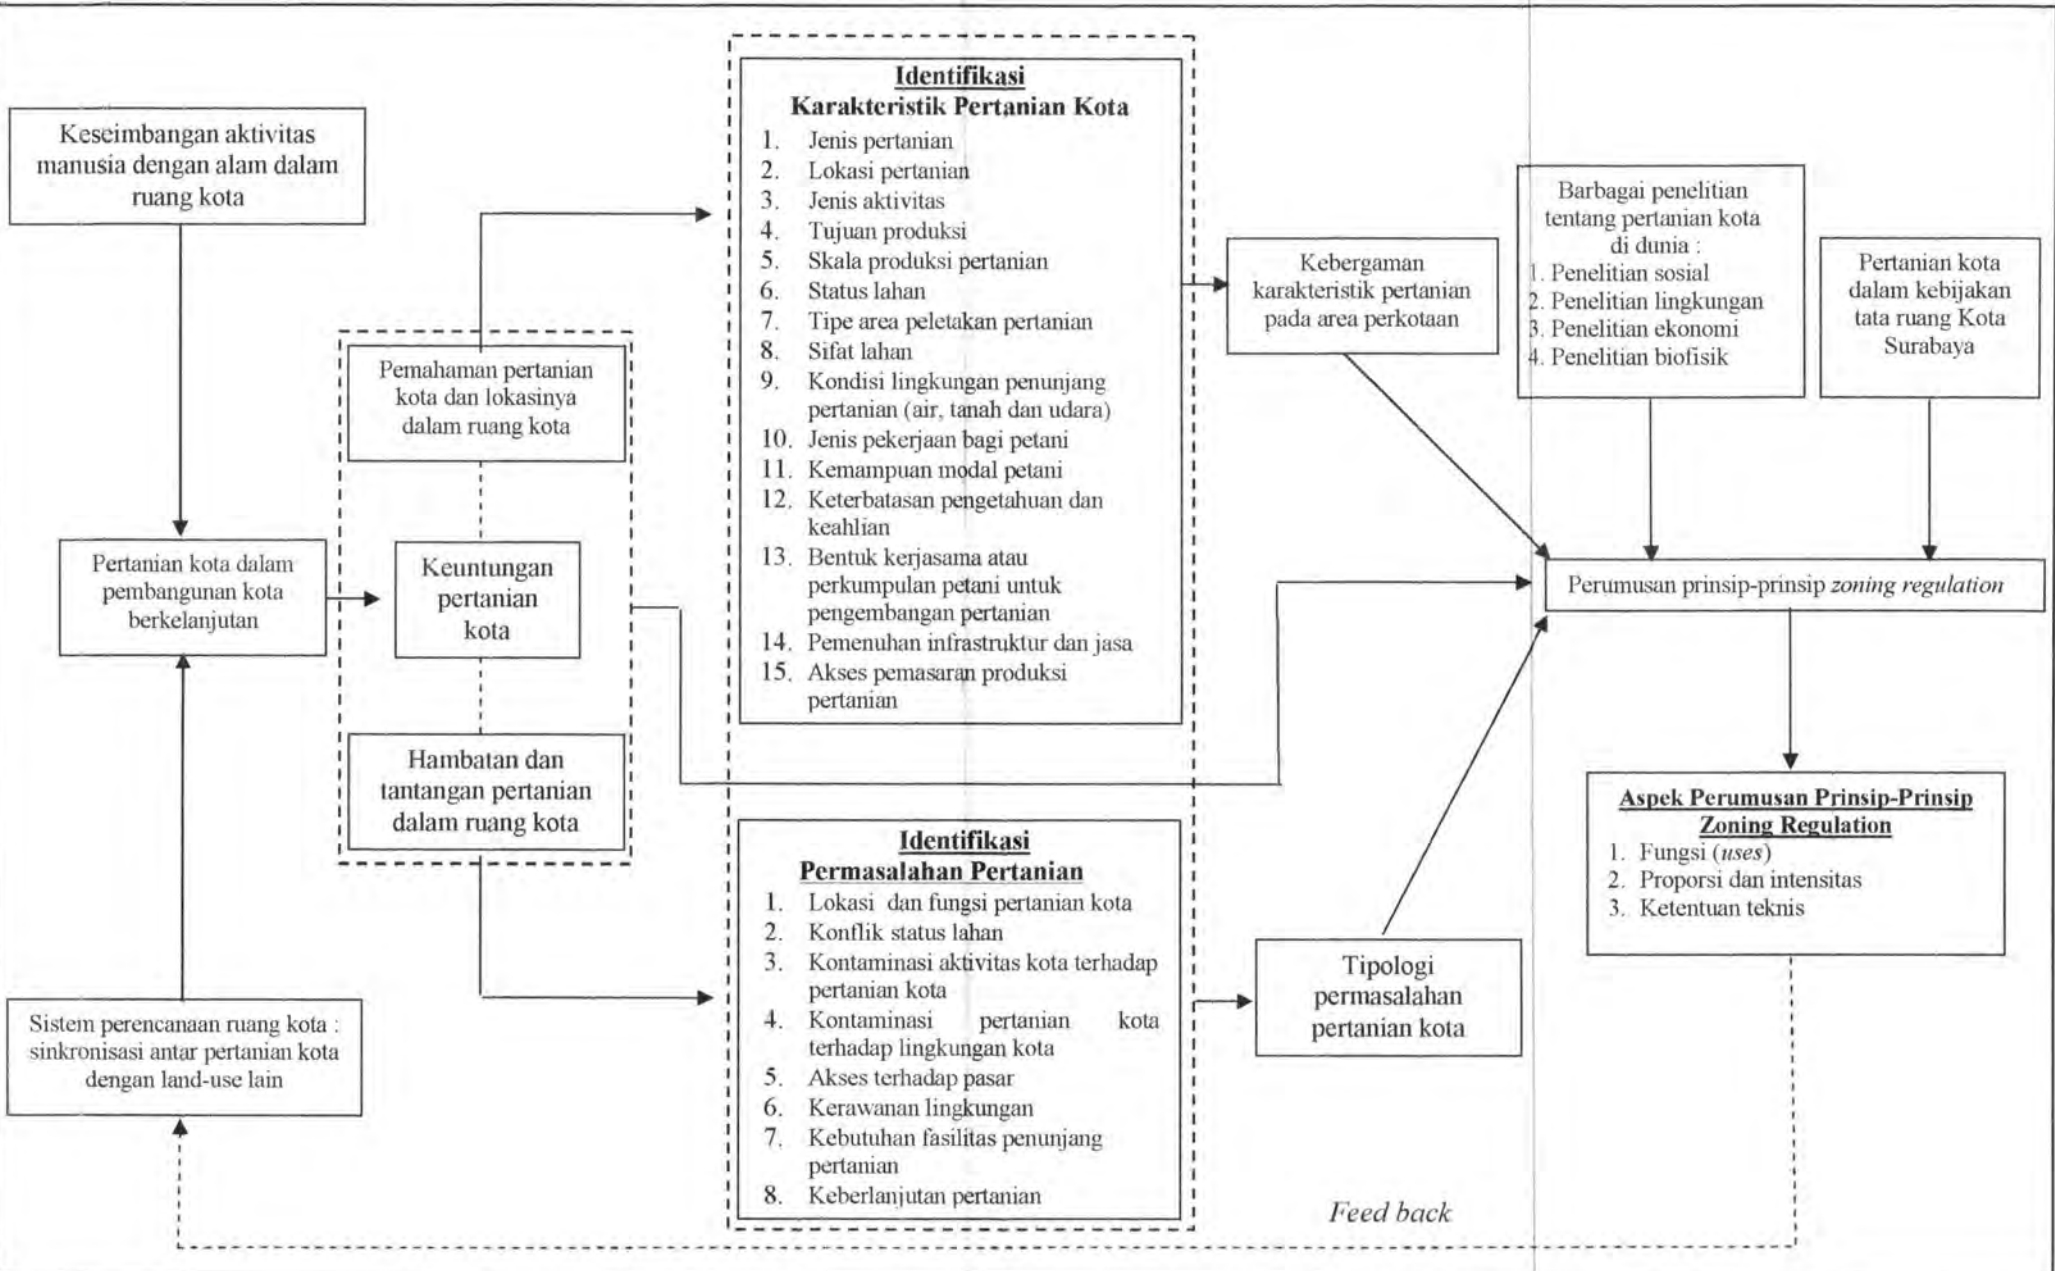 Keseimbangan aktivitas
manusia dengan alam dalam
ruang kota
Pertanian kota dalam
pembangunan kota
berkelanjutan
Sistem perencanaan ruang kota :
sinkronisasi antar pertanian kota
dengan land-use lain
Pemahaman pertanian
kota dan lokasinya
dalam ruang kota
Keuntungan
pertanian
kota
Hambatan dan
tantangan pertanian
dalam ruang kota
Identifikasi
Karakteristik Pertanian Kota
1. Jenis pertanian
2. Lokasi pertanian
3. Jenis aktivitas
4. Tujuan produksi
5. Skala produksi pertanian
6. Status lahan
7. Tipe area peletakan pertanian
8. Sifat lahan
9. Kondisi lingkungan penunjang
pertanian (air, tanah dan udara)
10. Jenis pekerjaan bagi petani
11. Kemampuan modal petani
12. Keterbatasan pengetahuan dan
keahlian
13. Bentuk kerjasama atau
perkumpulan petani untuk
pengembangan pertanian
14. Pemenuhan infrastruktur dan jasa
15. Akses pemasaran produksi
pertanian
Identifikasi
Permasalahan Pertanian
1. Lokasi dan fungsi pertanian kota
2. Konflik status lahan
3. Kontaminasi aktivitas kota terhadap
pertanian kota
4. Kontaminasi pertanian kota
terhadap lingkungan kota
5. Akses terhadap pasar
6. Kerawanan lingkungan
7. Kebutuhan fasilitas penunjang
pertanian
8. Keberlanjutan pertanian
Kebergaman
karakteristik pertanian
pada area perkotaan
Tipologi
permasalahan
pertanian kota
Barbagai penelitian
tentang pertanian kota
di dunia :
1. Penelitian sosial
2. Penelitian lingkungan
3. Penelitian ekonomi
4. Penelitian biofisik
Pertanian kota
dalam kebijakan
tata ruang Kota
Surabaya
Perumusan prinsip-prinsip zoning regulation
Aspek Perumusan Prinsip-Prinsip
Zoning Regulation
1. Fungsi (uses)
2. Proporsi dan intensitas
3. Ketentuan teknis
Feed back